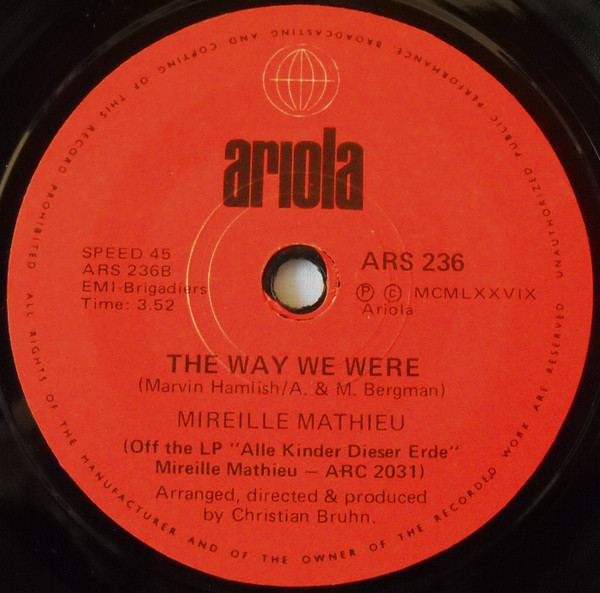 ariola
SPEED 45
ARS 236B
EMI-Brigadiers
Time: 3.52
ARS 236
Ⓟ © MCMLXXVIX
Ariola
THE WAY WE WERE
(Marvin Hamlish/A. & M. Bergman)
MIREILLE MATHIEU
(Off the LP "Alle Kinder Dieser Erde"
Mireille Mathieu – ARC 2031)
Arranged, directed & produced
by Christian Bruhn.
ALL RIGHTS OF THE MANUFACTURER AND OF THE OWNER OF THE RECORDED WORK ARE RESERVED UNAUTHORIZED PUBLIC PERFORMANCE, BROADCASTING AND COPYING OF THIS RECORD PROHIBITED